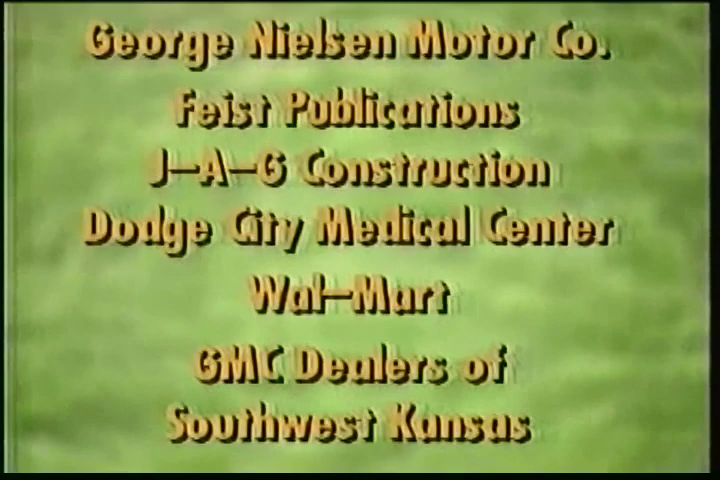 George Nielsen Motor Co.
Feist Publications
J-A-G Construction
Dodge City Medical Center
Wal-Mart
GMC Dealers of
Southwest Kansas